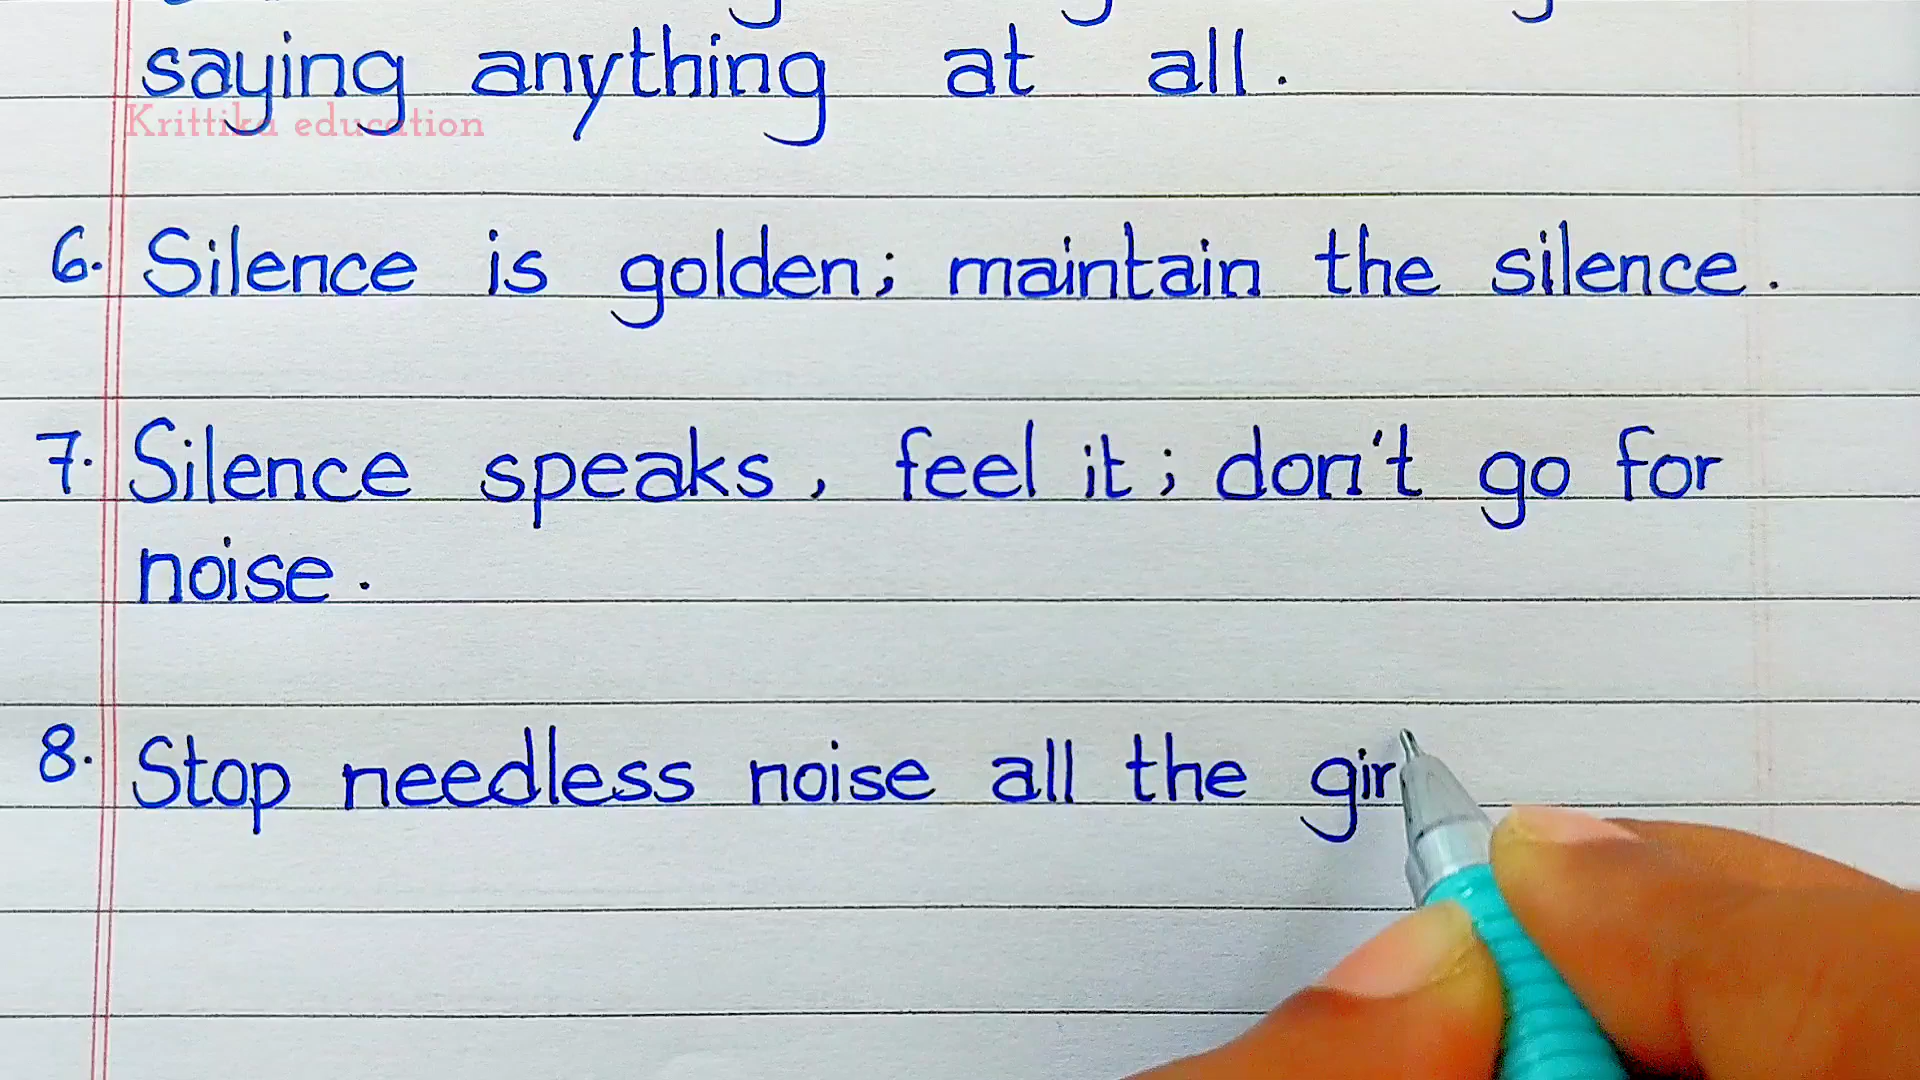 saying anything at all.
Krittika education
6. Silence is golden; maintain the silence.
7. Silence speaks, feel it; don't go for
noise.
8. Stop needless noise all the gir